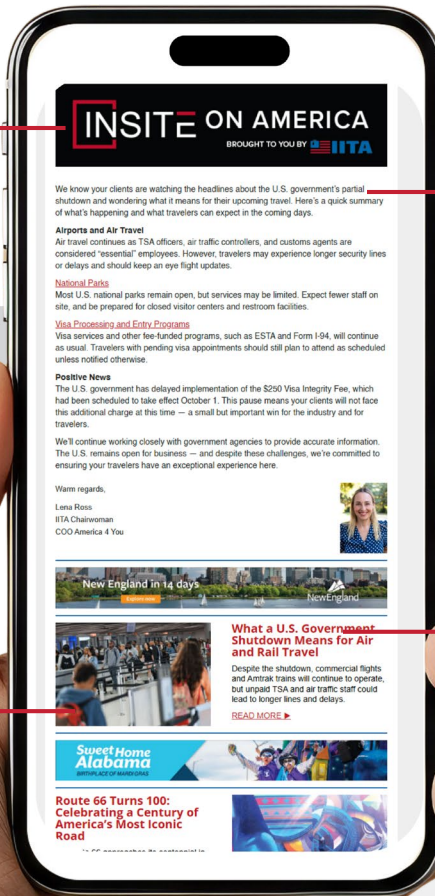 INSITE ON AMERICA
BROUGHT TO YOU BY IITA
We know your clients are watching the headlines about the U.S. government's partial
shutdown and wondering what it means for their upcoming travel. Here's a quick summary
of what's happening and what travelers can expect in the coming days.
Airports and Air Travel
Air travel continues as TSA officers, air traffic controllers, and customs agents are
considered "essential" employees. However, travelers may experience longer security lines
or delays and should keep an eye flight updates.
National Parks
Most U.S. national parks remain open, but services may be limited. Expect fewer staff on
site, and be prepared for closed visitor centers and restroom facilities.
Visa Processing and Entry Programs
Visa services and other fee-funded programs, such as ESTA and Form I-94, will continue
as usual. Travelers with pending visa appointments should still plan to attend as scheduled
unless notified otherwise.
Positive News
The U.S. government has delayed implementation of the $250 Visa Integrity Fee, which
had been scheduled to take effect October 1. This pause means your clients will not face
this additional charge at this time — a small but important win for the industry and for
travelers.
We'll continue working closely with government agencies to provide accurate information.
The U.S. remains open for business — and despite these challenges, we're committed to
ensuring your travelers have an exceptional experience here.
Warm regards,
Lena Ross
IITA Chairwoman
COO America 4 You
New England in 14 days
Explore now
NewEngland
What a U.S. Government
Shutdown Means for Air
and Rail Travel
Despite the shutdown, commercial flights
and Amtrak trains will continue to operate,
but unpaid TSA and air traffic staff could
lead to longer lines and delays.
READ MORE ▶
Sweet Home
Alabama
BIRTHPLACE OF MARDI GRAS
Route 66 Turns 100:
Celebrating a Century of
America's Most Iconic
Road